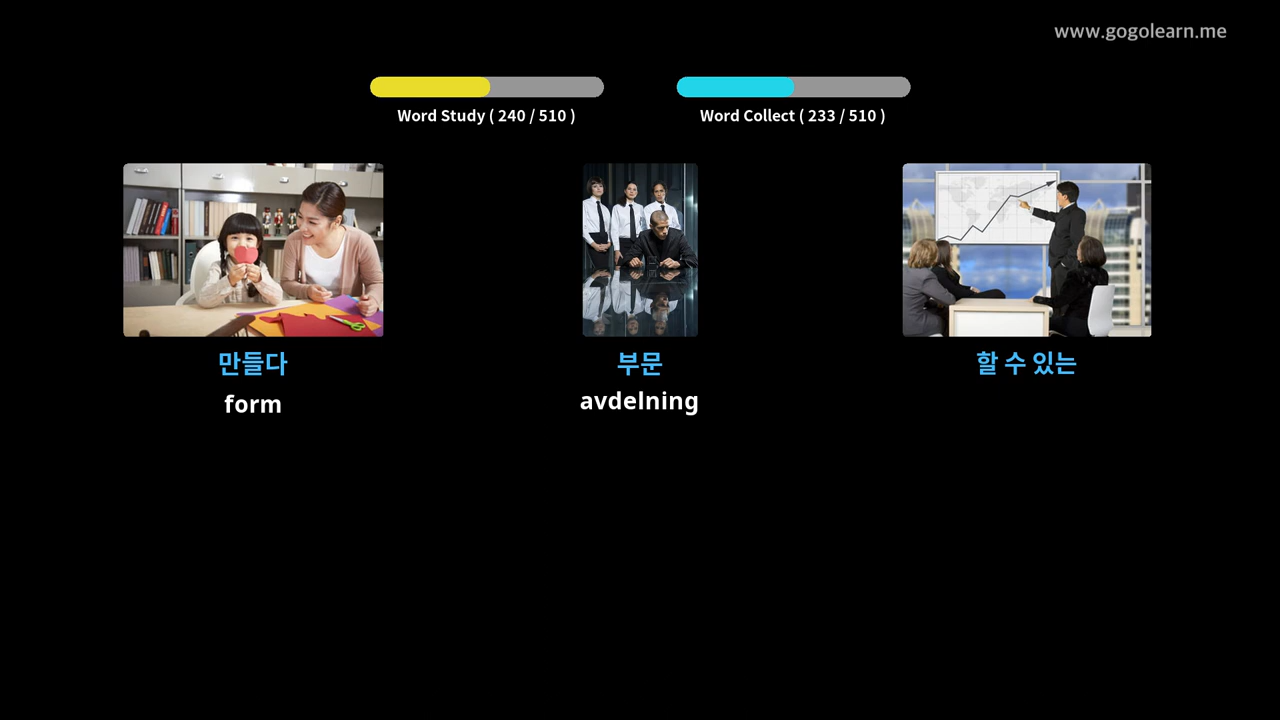 www.gogolearn.me
Word Study ( 240 / 510 )
Word Collect ( 233 / 510 )
만들다
부문
할 수 있는
form
avdelning